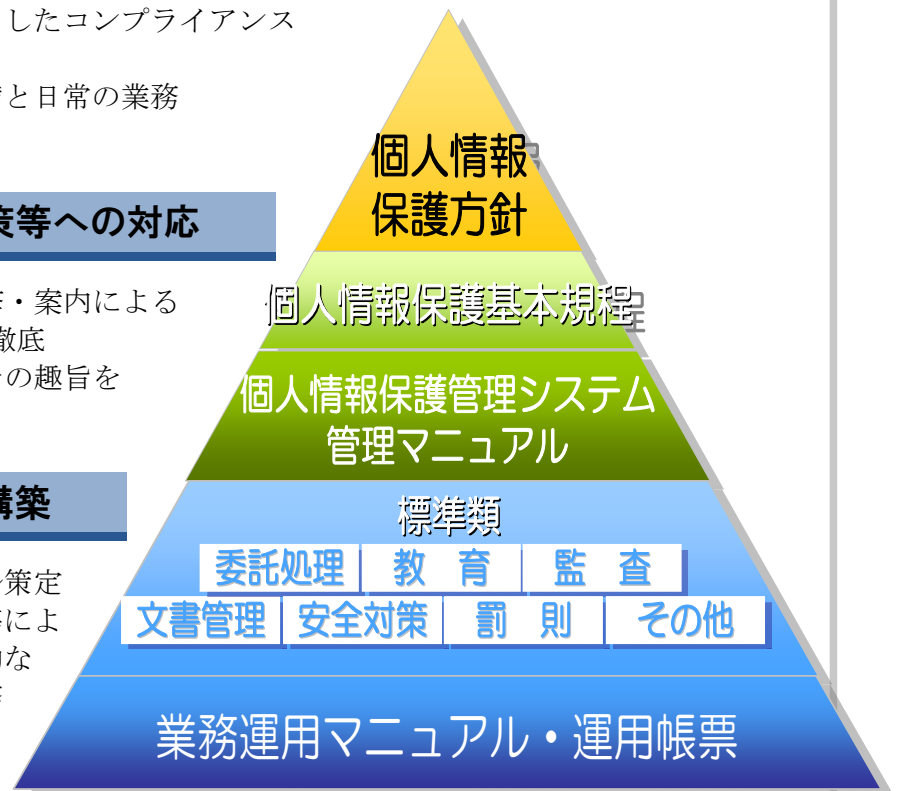 したコンプライアンス
と日常の業務
個人情報
保護方針
策等への対応
・案内による
徹底
の趣旨を
個人情報保護基本規程
個人情報保護管理システム
管理マニュアル
構築
策定
によ
な
標準類
委託処理 教 育 監 査
文書管理 安全対策 罰 則 その他
業務運用マニュアル・運用帳票